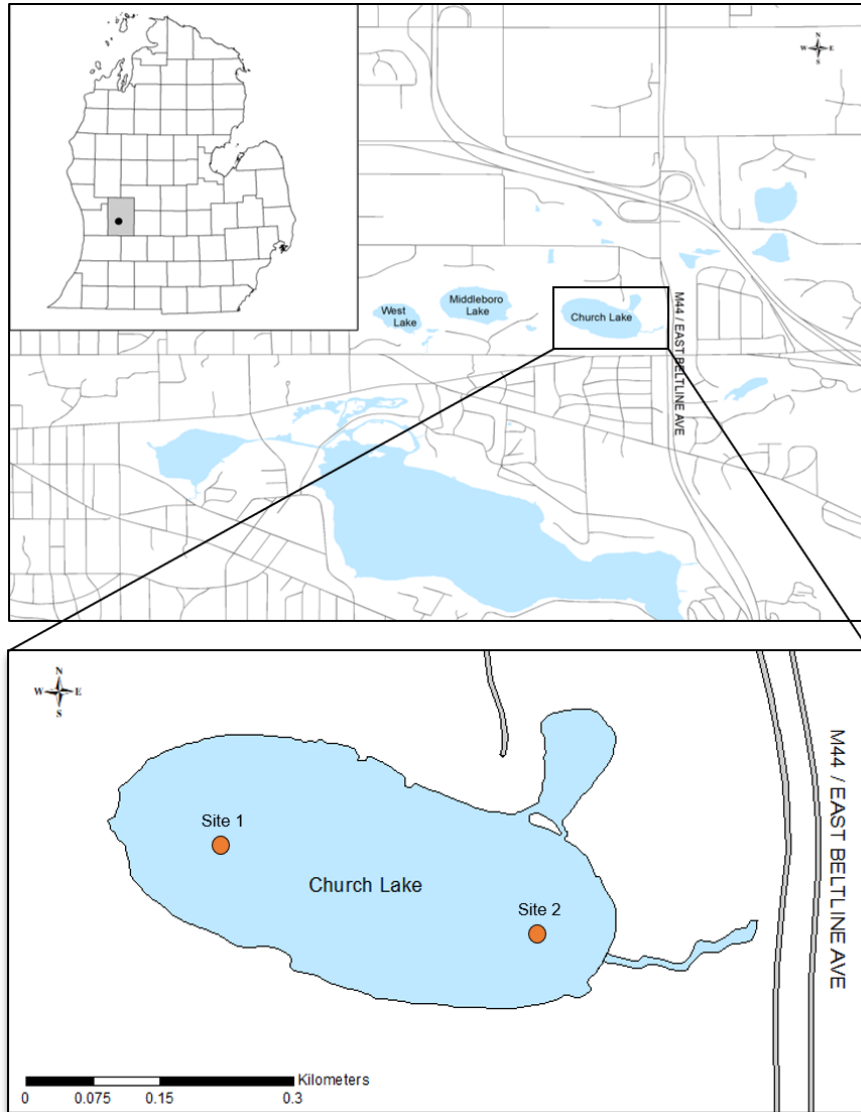 N
W E
S
West
Lake
Middleboro
Lake
Church Lake
M44 / EAST BELTLINE AVE
N
W E
S
Site 1
Church Lake
Site 2
M44 / EAST BELTLINE AVE
Kilometers
0 0.075 0.15 0.3